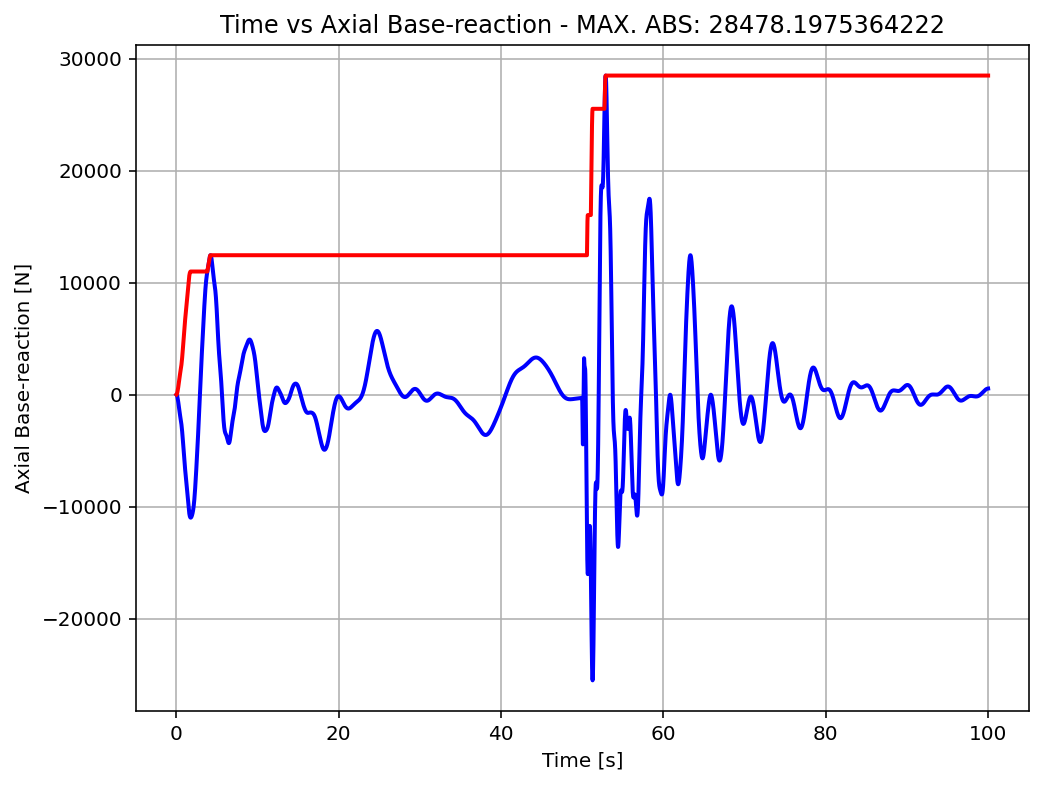 Time vs Axial Base-reaction - MAX. ABS: 28478.1975364222
Axial Base-reaction [N]
30000
20000
10000
0
−10000
−20000
0 20 40 60 80 100
Time [s]